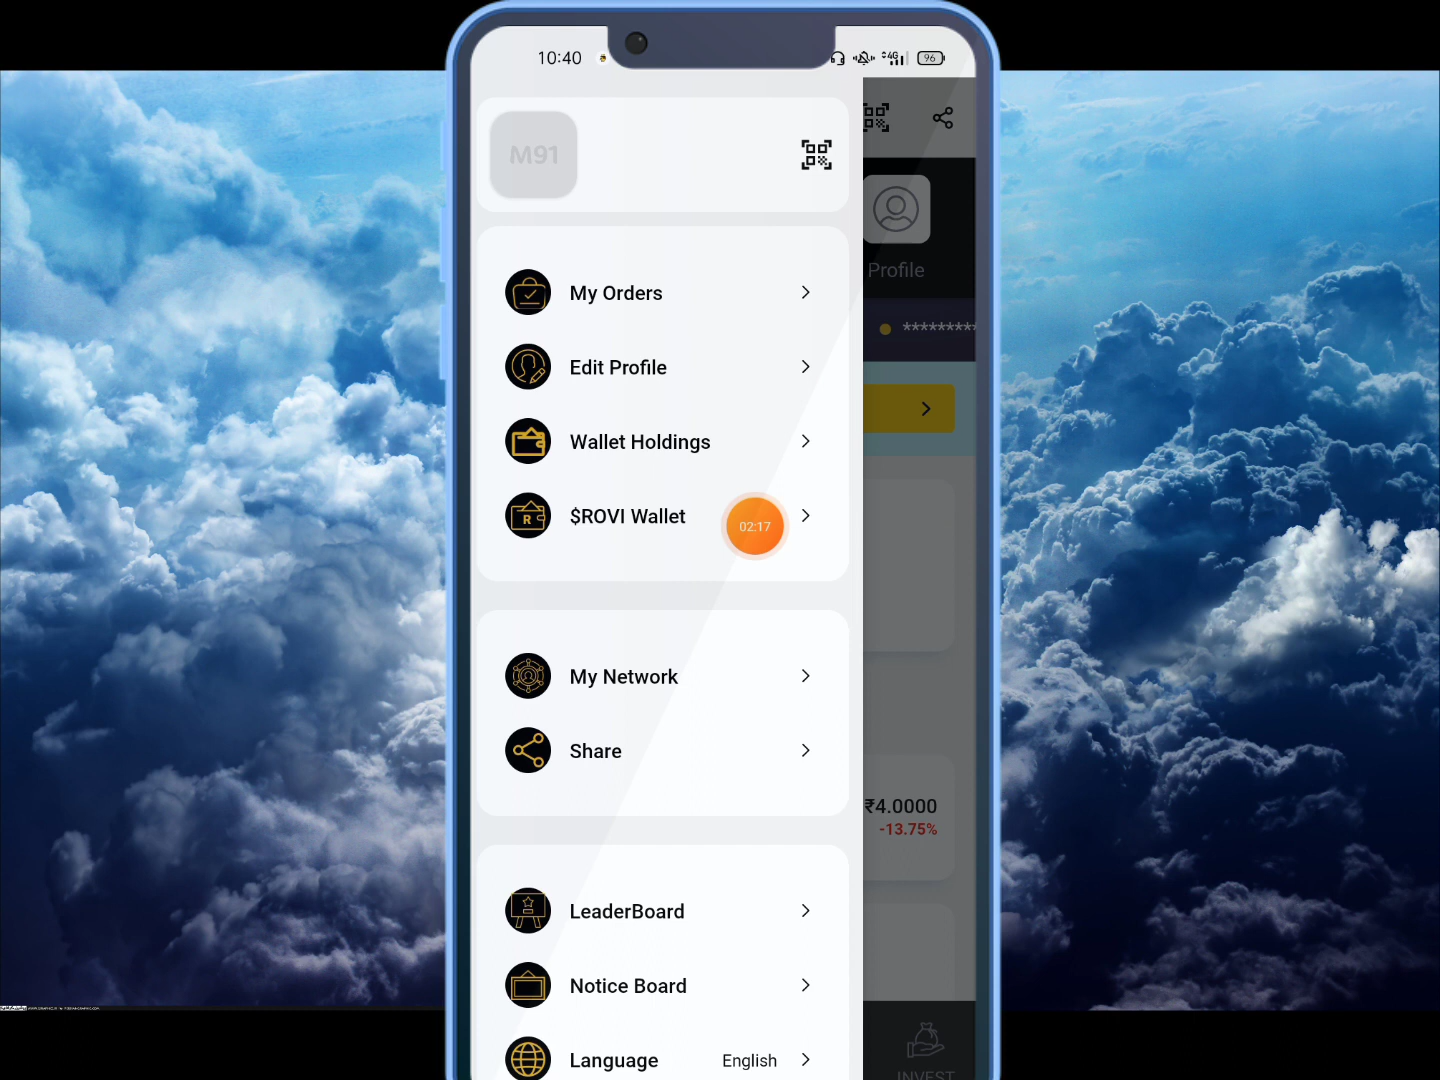 10:40
4G
96
M91
Profile
My Orders
**********
Edit Profile
Wallet Holdings
$ROVI Wallet
02:17
My Network
Share
₹4.0000
-13.75%
LeaderBoard
Notice Board
Language English
INVEST